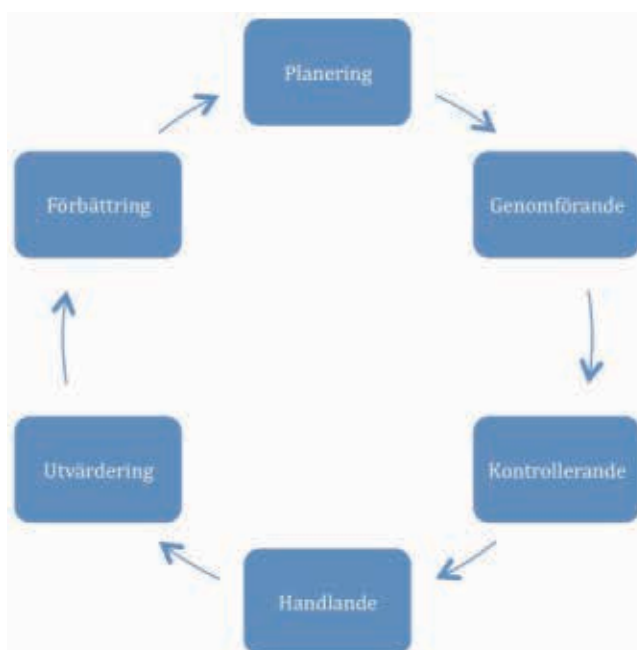 Planering
Genomförande
Kontrollerande
Handlande
Utvärdering
Förbättring